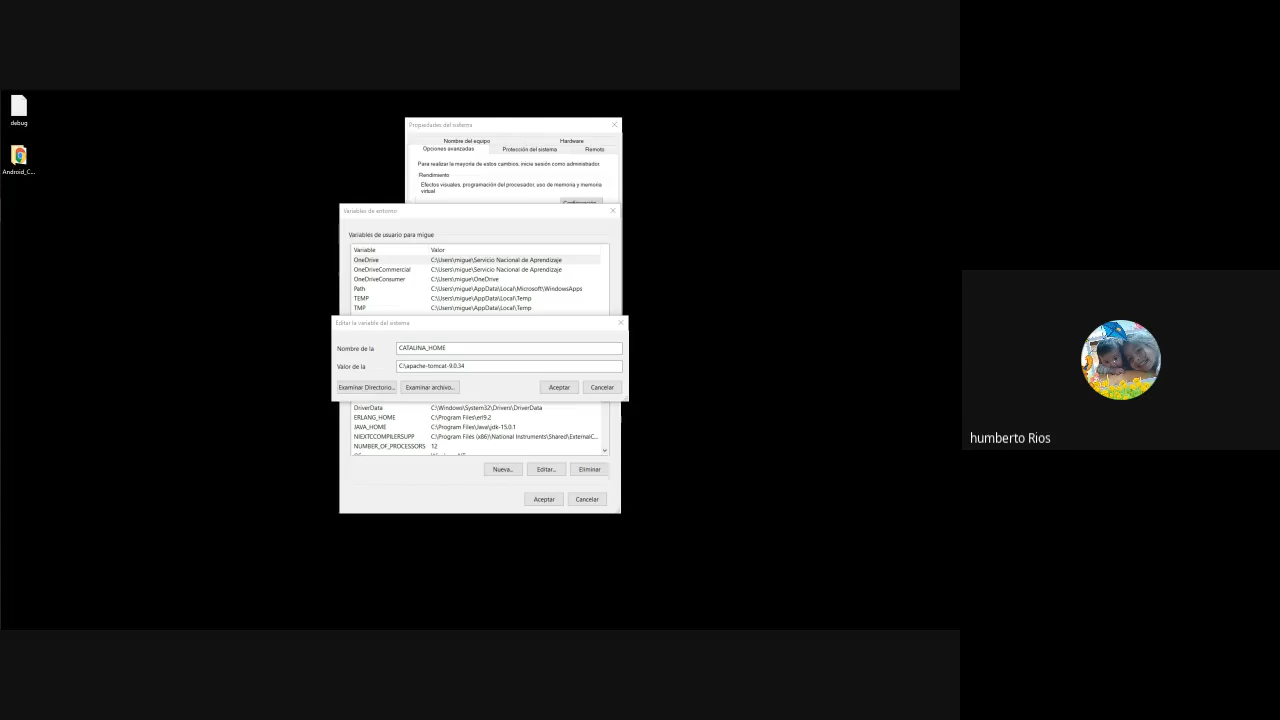 debug
Android_C...
Propiedades del sistema
Nombre del equipo Hardware
Opciones avanzadas Protección del sistema Remoto
Para realizar la mayoría de estos cambios, inicie sesión como administrador.
Rendimiento
Efectos visuales, programación del procesador, uso de memoria y memoria
virtual
Configuración...
Variables de entorno
Variables de usuario para migue
Variable Valor
OneDrive C:\Users\migue\Servicio Nacional de Aprendizaje
OneDriveCommercial C:\Users\migue\Servicio Nacional de Aprendizaje
OneDriveConsumer C:\Users\migue\OneDrive
Path C:\Users\migue\AppData\Local\Microsoft\WindowsApps
TEMP C:\Users\migue\AppData\Local\Temp
TMP C:\Users\migue\AppData\Local\Temp
Editar la variable del sistema
Nombre de la CATALINA_HOME
Valor de la C:\apache-tomcat-9.0.34
Examinar Directorio... Examinar archivo... Aceptar Cancelar
DriverData C:\Windows\System32\Drivers\DriverData
ERLANG_HOME C:\Program Files\erl9.2
JAVA_HOME C:\Program Files\Java\jdk-15.0.1
NIEXTCCOMPILERSUPP C:\Program Files (x86)\National Instruments\Shared\ExternalC...
NUMBER_OF_PROCESSORS 12
Nueva... Editar... Eliminar
Aceptar Cancelar
humberto Rios